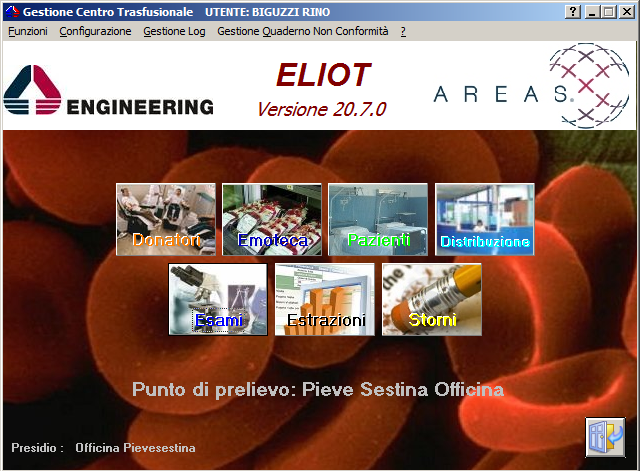 Gestione Centro Trasfusionale UTENTE: BIGUZZI RINO
Funzioni Configurazione Gestione Log Gestione Quaderno Non Conformità ?
ENGINEERING
ELIOT
Versione 20.7.0
AREAS
Donatori Emoteca Pazienti Distribuzione
Esami Estrazioni Storni
Punto di prelievo: Pieve Sestina Officina
Presidio : Officina Pievesestina